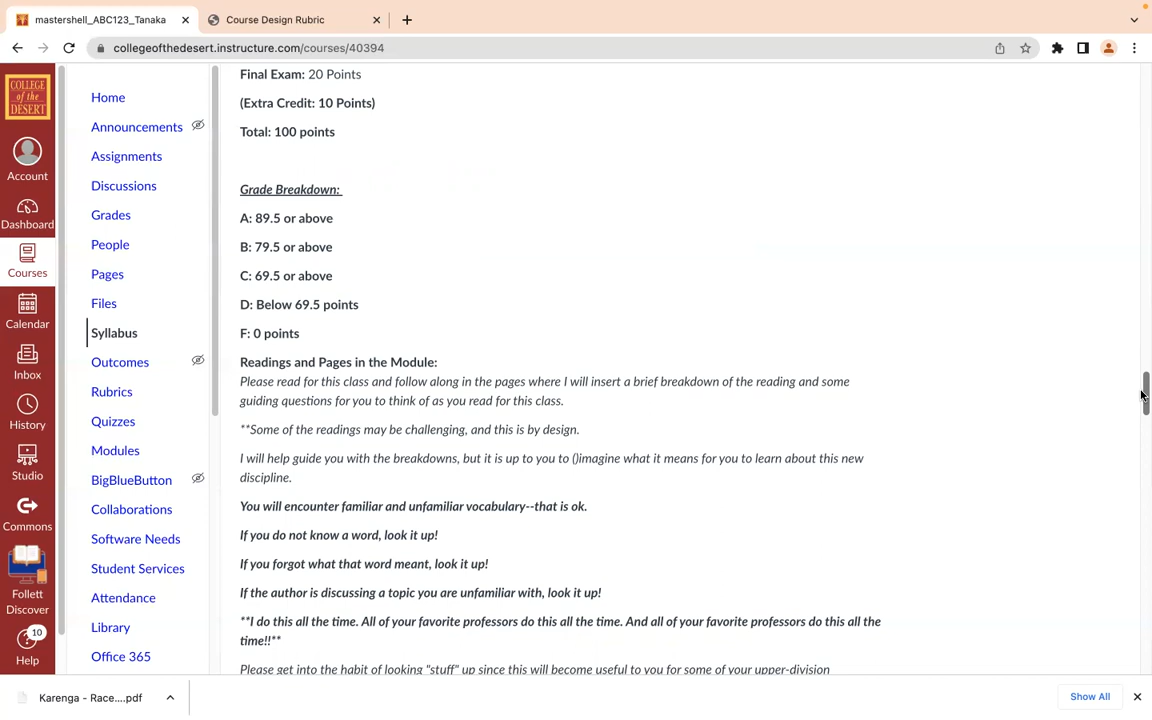 mastershell_ABC123_Tanaka
Course Design Rubric
collegeofthedesert.instructure.com/courses/40394
COLLEGE
of the
DESERT
Account
Dashboard
Courses
Calendar
Inbox
History
Studio
Commons
Follett
Discover
10
Help
Home
Announcements
Assignments
Discussions
Grades
People
Pages
Files
Syllabus
Outcomes
Rubrics
Quizzes
Modules
BigBlueButton
Collaborations
Software Needs
Student Services
Attendance
Library
Office 365
Final Exam: 20 Points
(Extra Credit: 10 Points)
Total: 100 points
Grade Breakdown:
A: 89.5 or above
B: 79.5 or above
C: 69.5 or above
D: Below 69.5 points
F: 0 points
Readings and Pages in the Module:
Please read for this class and follow along in the pages where I will insert a brief breakdown of the reading and some
guiding questions for you to think of as you read for this class.
**Some of the readings may be challenging, and this is by design.
I will help guide you with the breakdowns, but it is up to you to ()imagine what it means for you to learn about this new
discipline.
You will encounter familiar and unfamiliar vocabulary--that is ok.
If you do not know a word, look it up!
If you forgot what that word meant, look it up!
If the author is discussing a topic you are unfamiliar with, look it up!
**I do this all the time. All of your favorite professors do this all the time. And all of your favorite professors do this all the
time!!**
Please get into the habit of looking "stuff" up since this will become useful to you for some of your upper-division
Karenga - Race....pdf
Show All